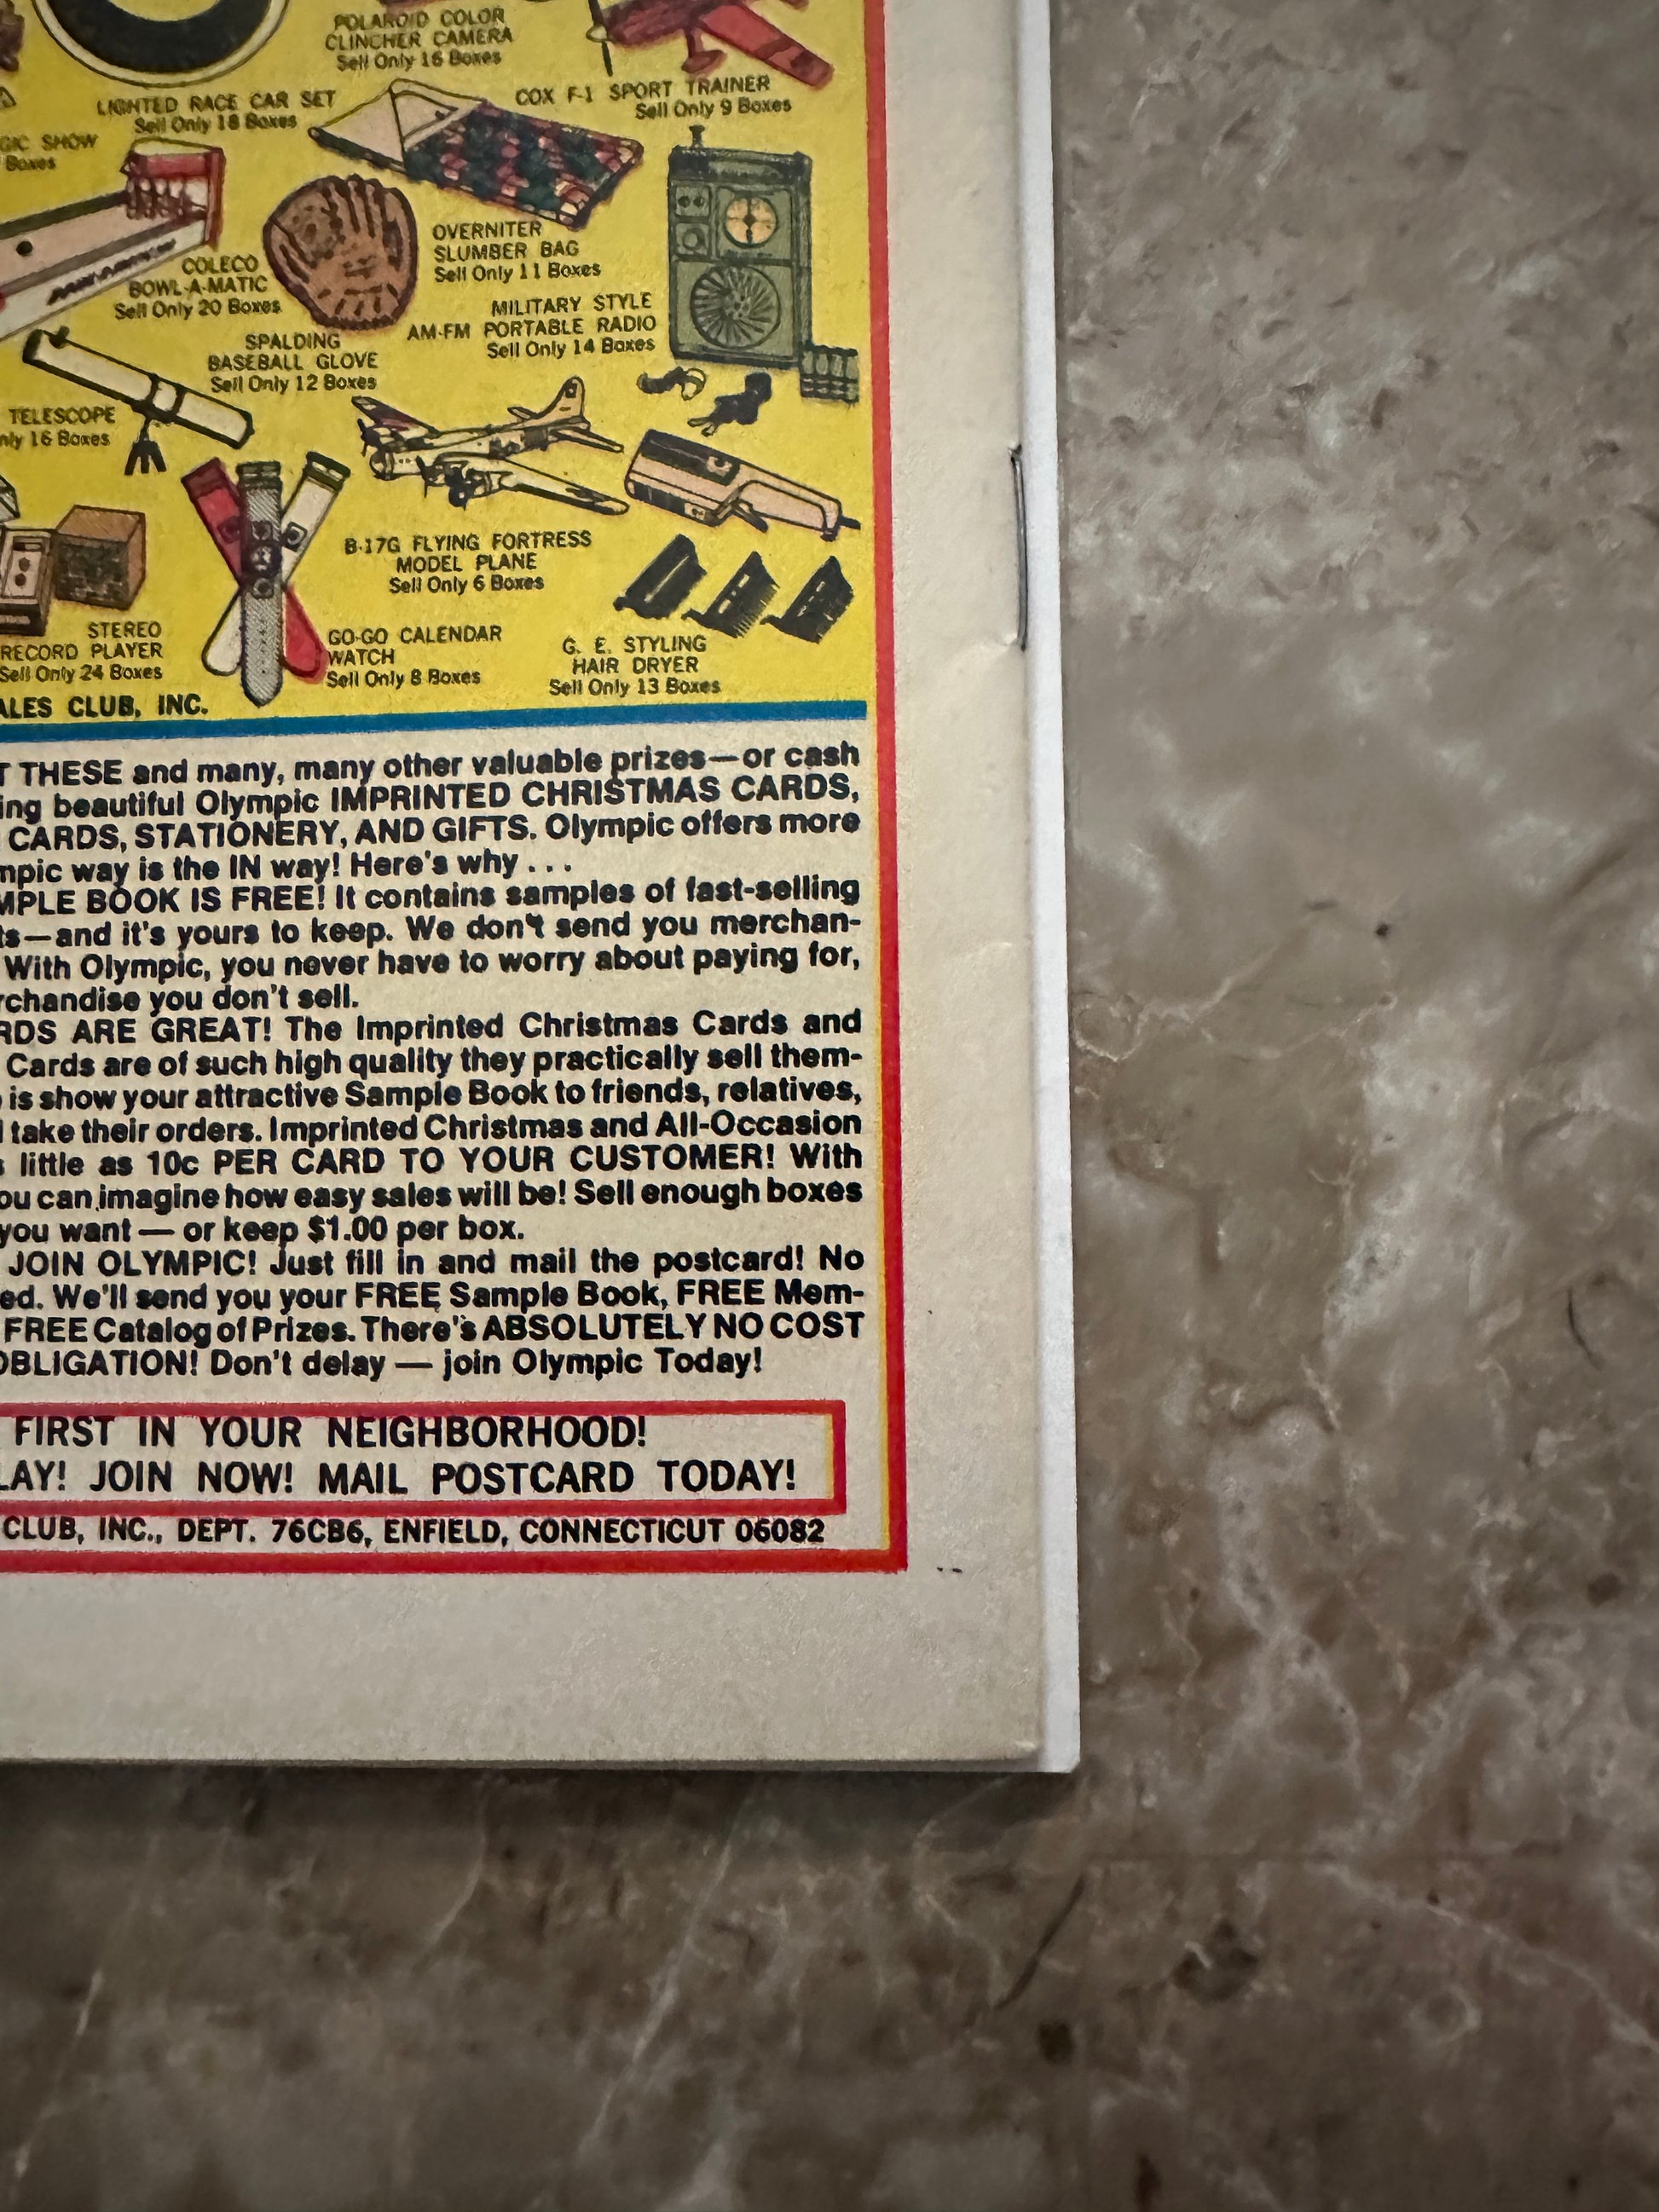 POLAROID COLOR
CLINCHER CAMERA
Sell Only 16 Boxes
COX F-1 SPORT TRAINER
Sell Only 9 Boxes
LIGHTED RACE CAR SET
Sell Only 18 Boxes
GIC SHOW
Boxes
OVERNITER
SLUMBER BAG
Sell Only 11 Boxes
COLECO
BOWL-A-MATIC
Sell Only 20 Boxes
MILITARY STYLE
AM-FM PORTABLE RADIO
Sell Only 14 Boxes
SPALDING
BASEBALL GLOVE
Sell Only 12 Boxes
TELESCOPE
nly 16 Boxes
B-17G FLYING FORTRESS
MODEL PLANE
Sell Only 6 Boxes
STEREO
RECORD PLAYER
Sell Only 24 Boxes
GO-GO CALENDAR
WATCH
Sell Only 8 Boxes
G. E. STYLING
HAIR DRYER
Sell Only 13 Boxes
ALES CLUB, INC.
T THESE and many, many other valuable prizes—or cash
ing beautiful Olympic IMPRINTED CHRISTMAS CARDS,
CARDS, STATIONERY, AND GIFTS. Olympic offers more
mpic way is the IN way! Here's why . . .
MPLE BOOK IS FREE! It contains samples of fast-selling
ts—and it's yours to keep. We don't send you merchan-
With Olympic, you never have to worry about paying for,
rchandise you don't sell.
RDS ARE GREAT! The Imprinted Christmas Cards and
Cards are of such high quality they practically sell them-
is show your attractive Sample Book to friends, relatives,
take their orders. Imprinted Christmas and All-Occasion
s little as 10c PER CARD TO YOUR CUSTOMER! With
ou can imagine how easy sales will be! Sell enough boxes
you want — or keep $1.00 per box.
JOIN OLYMPIC! Just fill in and mail the postcard! No
ed. We'll send you your FREE Sample Book, FREE Mem-
FREE Catalog of Prizes. There's ABSOLUTELY NO COST
OBLIGATION! Don't delay — join Olympic Today!
FIRST IN YOUR NEIGHBORHOOD!
LAY! JOIN NOW! MAIL POSTCARD TODAY!
CLUB, INC., DEPT. 76CB6, ENFIELD, CONNECTICUT 06082